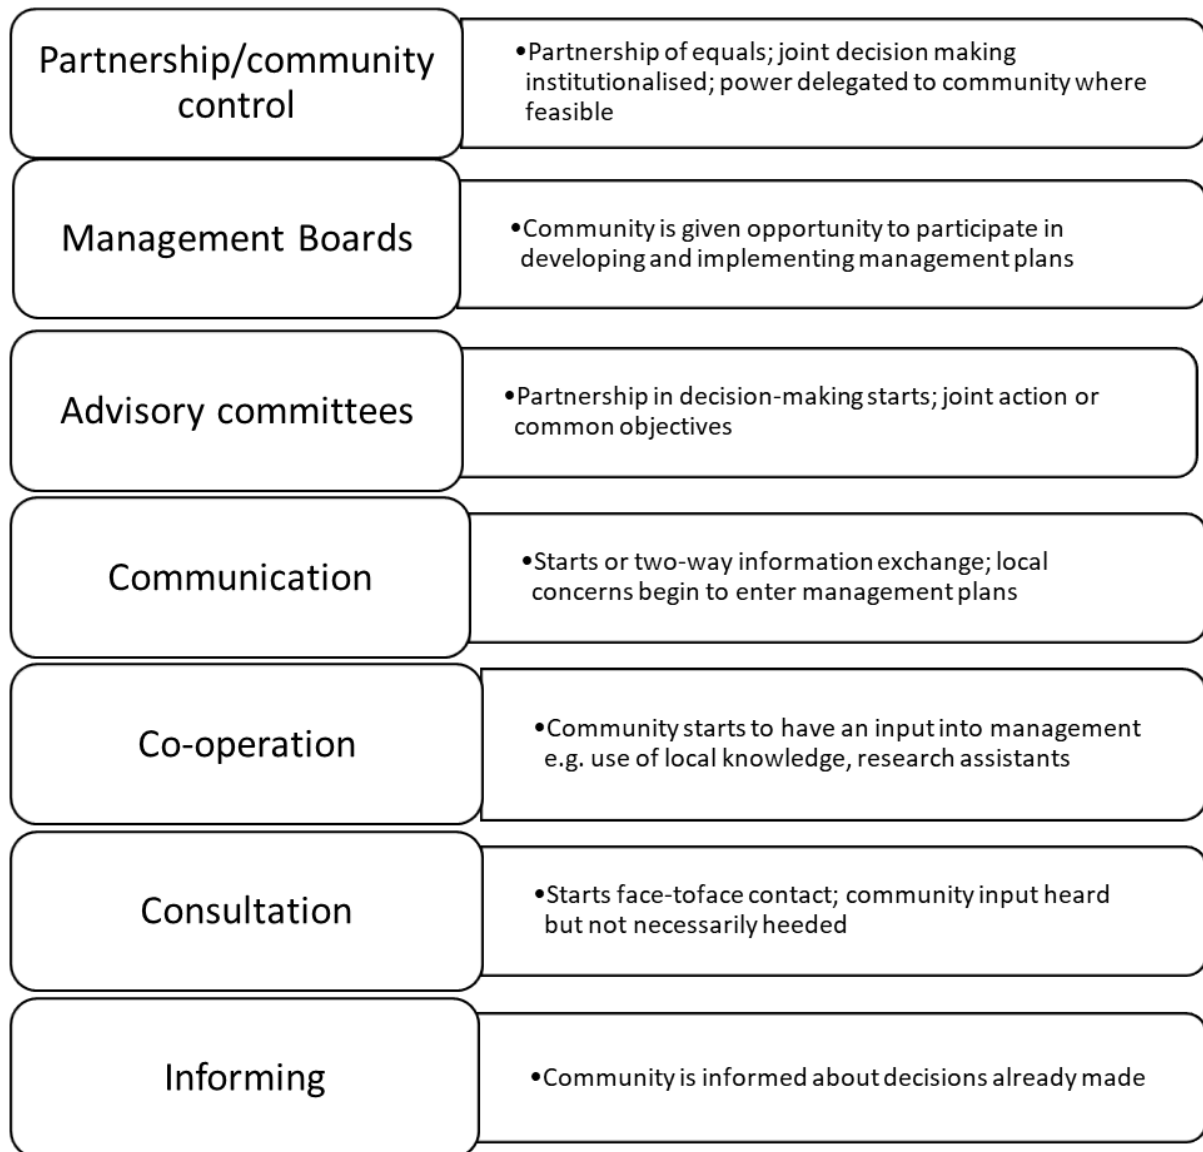 Partnership/community
control
•Partnership of equals; joint decision making
institutionalised; power delegated to community where
feasible
Management Boards
•Community is given opportunity to participate in
developing and implementing management plans
Advisory committees
•Partnership in decision-making starts; joint action or
common objectives
Communication
•Starts or two-way information exchange; local
concerns begin to enter management plans
Co-operation
•Community starts to have an input into management
e.g. use of local knowledge, research assistants
Consultation
•Starts face-toface contact; community input heard
but not necessarily heeded
Informing
•Community is informed about decisions already made